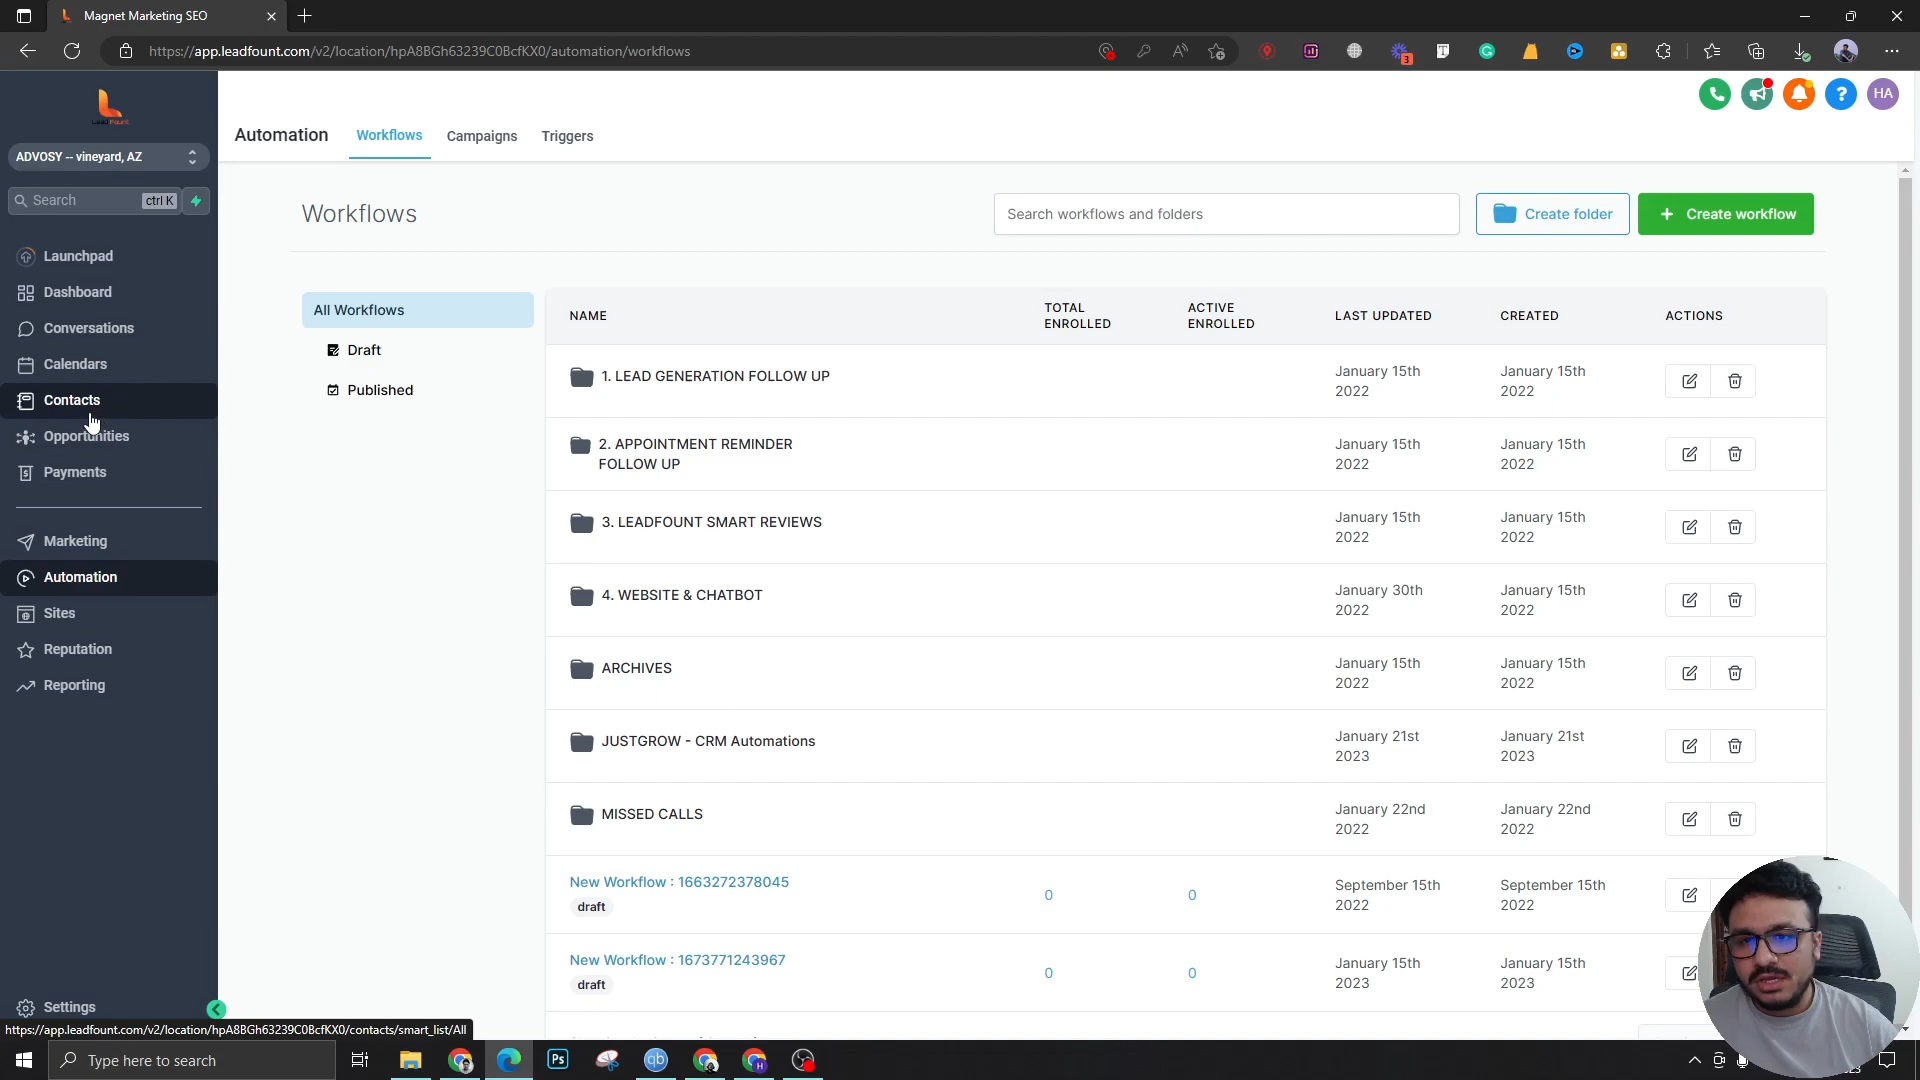 Magnet Marketing SEO
https://app.leadfount.com/v2/location/hpA8BGh63239C0BcfKX0/automation/workflows
3
HA
Automation
Workflows
Campaigns
Triggers
ADVOSY -- vineyard, AZ
Search
ctrl K
Launchpad
Dashboard
Conversations
Calendars
Contacts
Opportunities
Payments
Marketing
Automation
Sites
Reputation
Reporting
Settings
Workflows
Search workflows and folders
Create folder
+ Create workflow
All Workflows
Draft
Published
NAME
TOTAL
ENROLLED
ACTIVE
ENROLLED
LAST UPDATED
CREATED
ACTIONS
1. LEAD GENERATION FOLLOW UP
January 15th
2022
January 15th
2022
2. APPOINTMENT REMINDER
FOLLOW UP
January 15th
2022
January 15th
2022
3. LEADFOUNT SMART REVIEWS
January 15th
2022
January 15th
2022
4. WEBSITE & CHATBOT
January 30th
2022
January 15th
2022
ARCHIVES
January 15th
2022
January 15th
2022
JUSTGROW - CRM Automations
January 21st
2023
January 21st
2023
MISSED CALLS
January 22nd
2022
January 22nd
2022
New Workflow : 1663272378045
draft
0
0
September 15th
2022
September 15th
2022
New Workflow : 1673771243967
draft
0
0
January 15th
2023
January 15th
2023
https://app.leadfount.com/v2/location/hpA8BGh63239C0BcfKX0/contacts/smart_list/All
Type here to search
Ps
qb